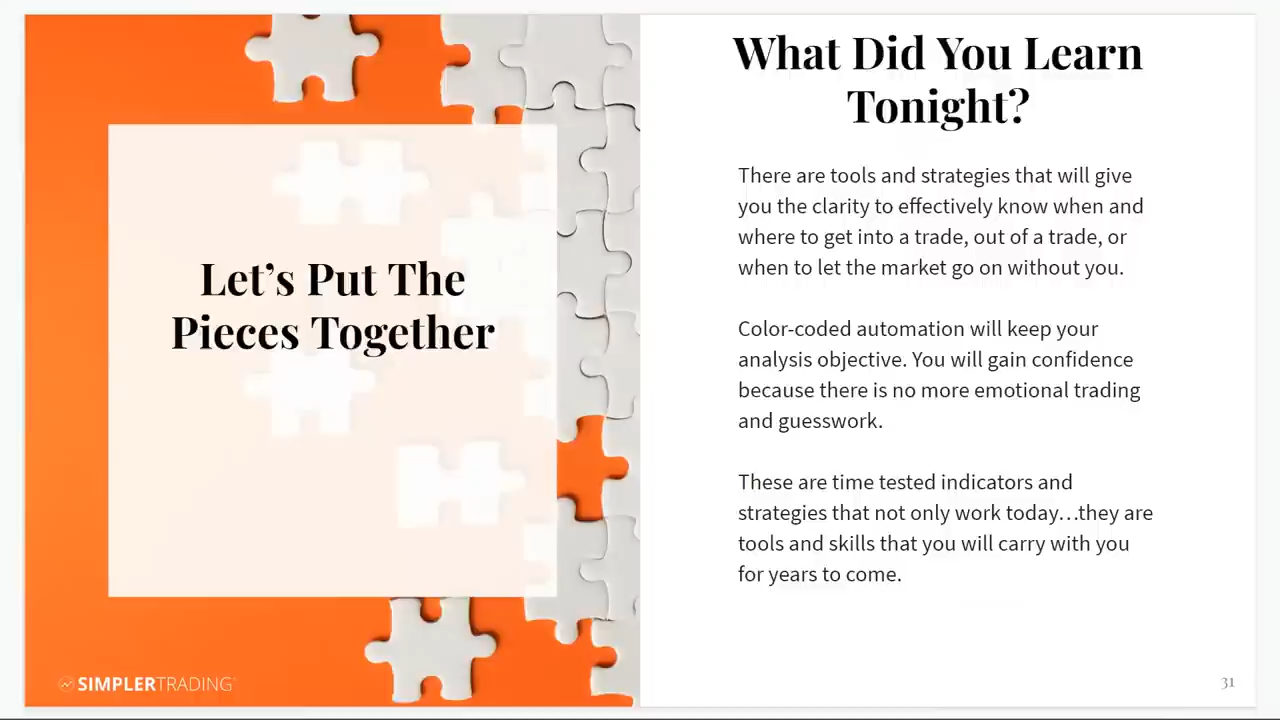 Let’s Put The
Pieces Together
SIMPLERTRADING
What Did You Learn
Tonight?
There are tools and strategies that will give
you the clarity to effectively know when and
where to get into a trade, out of a trade, or
when to let the market go on without you.
Color-coded automation will keep your
analysis objective. You will gain confidence
because there is no more emotional trading
and guesswork.
These are time tested indicators and
strategies that not only work today…they are
tools and skills that you will carry with you
for years to come.
31